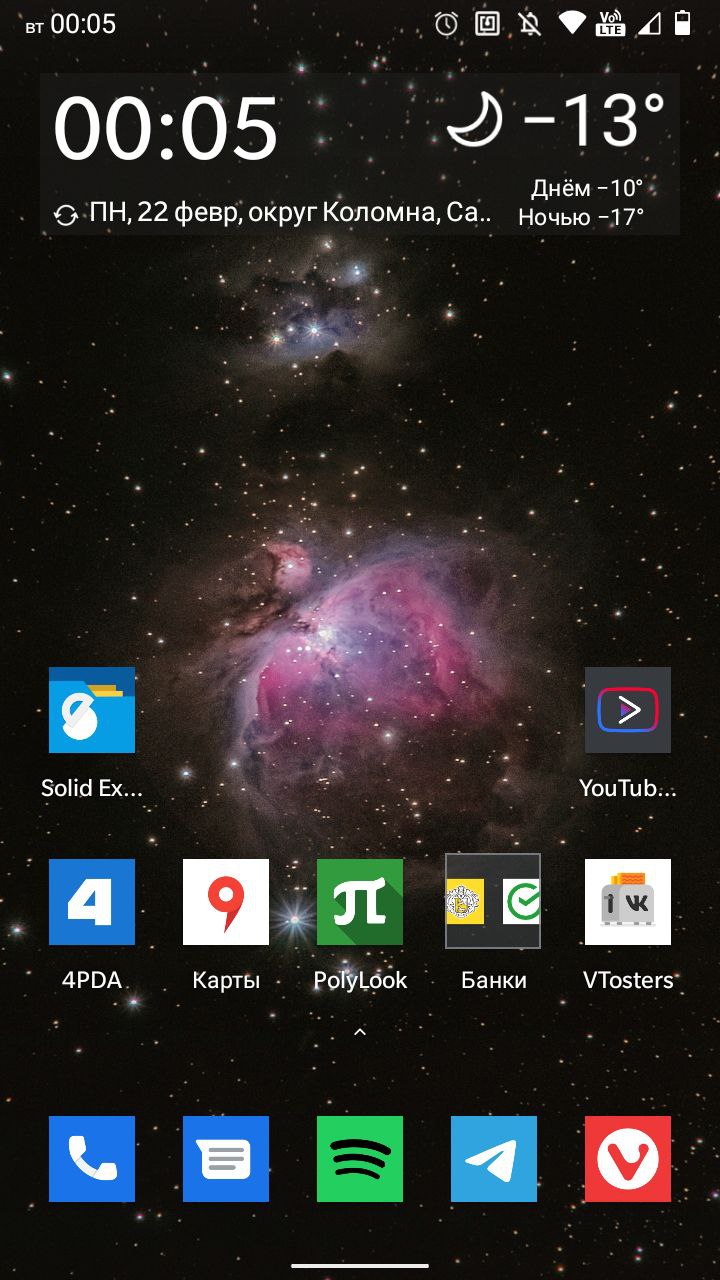 вт 00:05
Vo)) LTE
00:05
−13°
Днём −10°
ПН, 22 февр, округ Коломна, Са..
Ночью −17°
Solid Ex...
YouTub...
4
π
VK
4PDA
Карты
PolyLook
Банки
VTosters